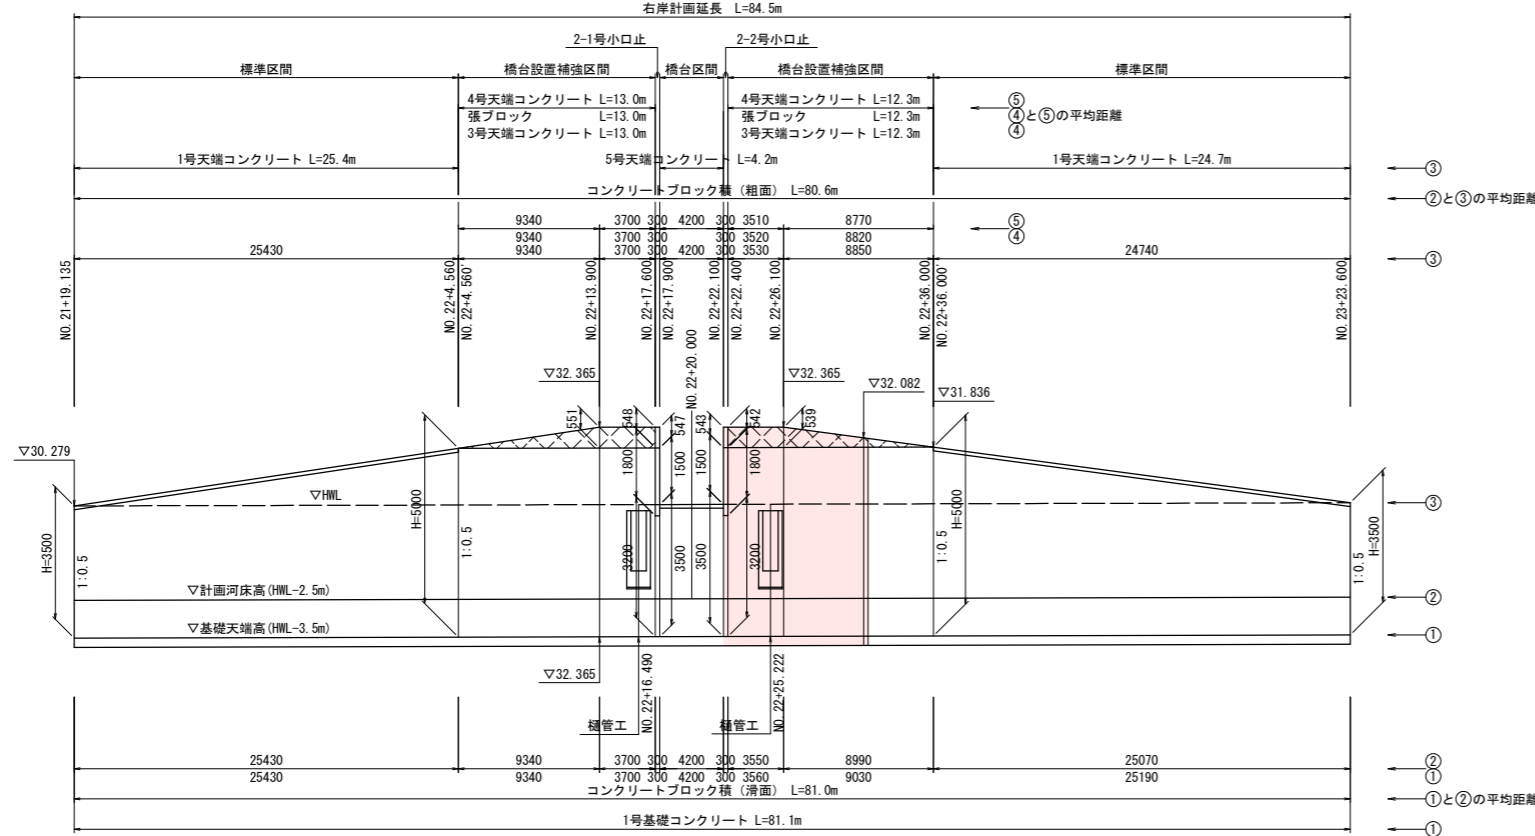 右岸計画延長 L=84.5m
2-1号小口止
2-2号小口止
標準区間
橋台設置補強区間
橋台区間
橋台設置補強区間
標準区間
4号天端コンクリート L=13.0m
張ブロック L=13.0m
3号天端コンクリート L=13.0m
4号天端コンクリート L=12.3m
張ブロック L=12.3m
3号天端コンクリート L=12.3m
⑤
④と⑤の平均距離
④
1号天端コンクリート L=25.4m
5号天端コンクリート L=4.2m
1号天端コンクリート L=24.7m
③
コンクリートブロック積（粗面） L=80.6m
②と③の平均距離
9340 3700 300 4200 300 3510 8770
⑤
9340 3700 300 300 3520 8820
④
25430 9340 3700 300 4200 300 3530 8850 24740
③
NO.21+19.135
NO.22+4.560
NO.22+4.560'
NO.22+13.900
NO.22+17.600
NO.22+17.900
NO.22+20.000
NO.22+22.100
NO.22+22.400
NO.22+26.100
NO.22+36.000
NO.22+36.000'
NO.23+23.600
▽32.365
▽32.365
▽32.082
▽31.836
551
548
547
543
542
539
▽30.279
1800
1500
1500
1800
▽HWL
③
H=3500
1:0.5
H=5000
1:0.5
3200
3500
3500
3200
1:0.5
H=5000
1:0.5
H=3500
▽計画河床高(HWL-2.5m)
②
▽基礎天端高(HWL-3.5m)
①
▽32.365
NO.22+16.490
NO.22+25.222
樋管工
樋管工
25430 9340 3700 300 4200 300 3550 8990 25070
②
25430 9340 3700 300 4200 300 3560 9030 25190
①
コンクリートブロック積（滑面） L=81.0m
①と②の平均距離
1号基礎コンクリート L=81.1m
①